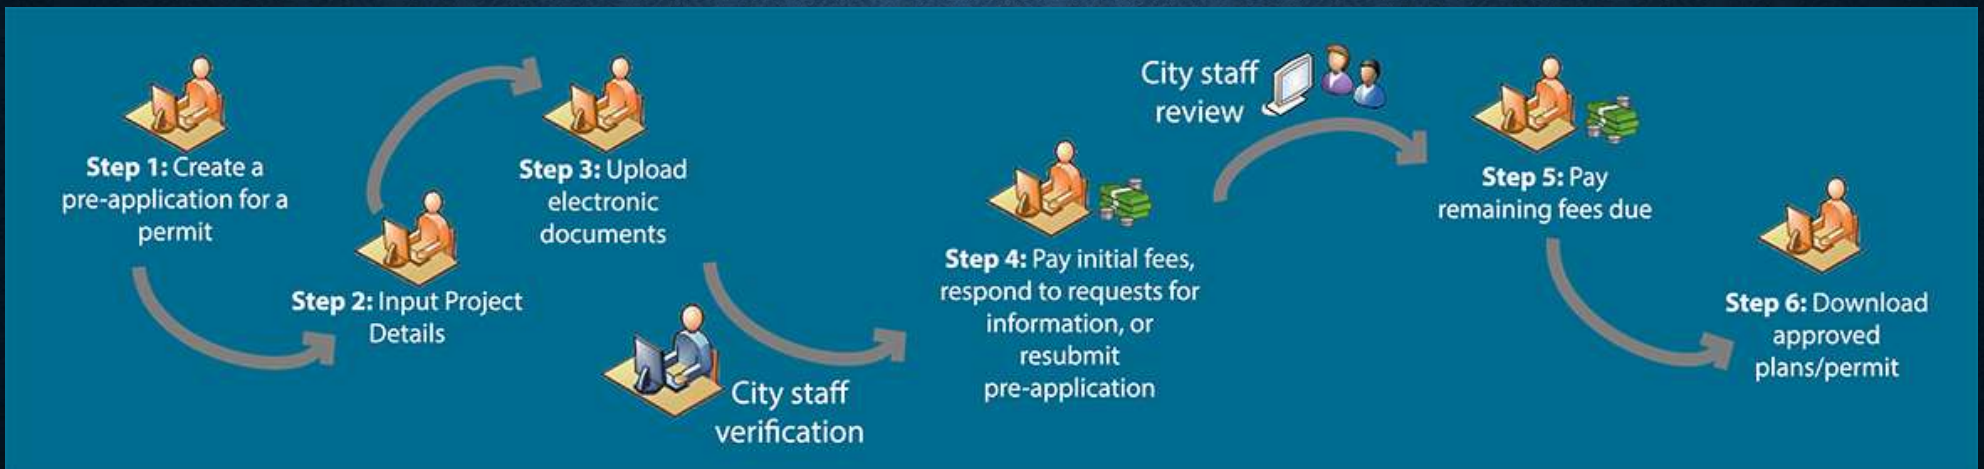 Step 1: Create a
pre-application for a
permit
Step 2: Input Project
Details
Step 3: Upload
electronic
documents
City staff
verification
Step 4: Pay initial fees,
respond to requests for
information, or
resubmit
pre-application
City staff
review
Step 5: Pay
remaining fees due
Step 6: Download
approved
plans/permit